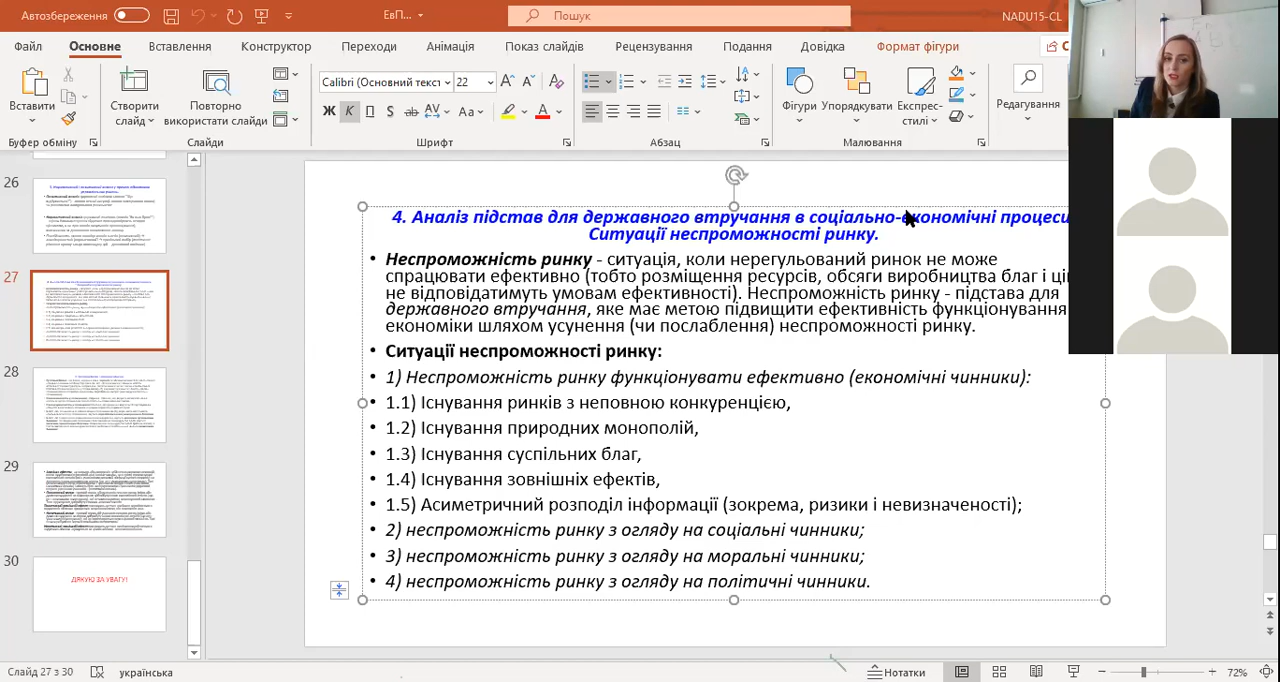 Автозбереження
ЕвП...
Пошук
NADU15-CL
Файл
Основне
Вставлення
Конструктор
Переходи
Анімація
Показ слайдів
Рецензування
Подання
Довідка
Формат фігури
Calibri (Основний текст
22
Вставити
Створити слайд
Повторно використати слайди
Ж
К
П
S
ab
AV
Aa
A
Фігури
Упорядкувати
Експрес-стилі
Редагування
Буфер обміну
Слайди
Шрифт
Абзац
Малювання
26
27
28
29
30
ДЯКУЮ ЗА УВАГУ!
4. Аналіз підстав для державного втручання в соціально-економічні процеси
Ситуації неспроможності ринку.
• Неспроможність ринку - ситуація, коли нерегульований ринок не може
спрацювати ефективно (тобто розміщення ресурсів, обсяги виробництва благ і
не відповідатимуть умовам ефективності). Неспроможність ринку - підстава для
державного втручання, яке має метою підвищити ефективність функціонування
економіки шляхом усунення (чи послаблення) неспроможності ринку.
• Ситуації неспроможності ринку:
• 1) Неспроможність ринку функціонувати ефективно (економічні чинники):
• 1.1) Існування ринків з неповною конкуренцією,
• 1.2) Існування природних монополій,
• 1.3) Існування суспільних благ,
• 1.4) Існування зовнішніх ефектів,
• 1.5) Асиметричний розподіл інформації (зокрема, ризики і невизначеності);
• 2) неспроможність ринку з огляду на соціальні чинники;
• 3) неспроможність ринку з огляду на моральні чинники;
• 4) неспроможність ринку з огляду на політичні чинники.
Слайд 27 з 30
українська
Нотатки
72%